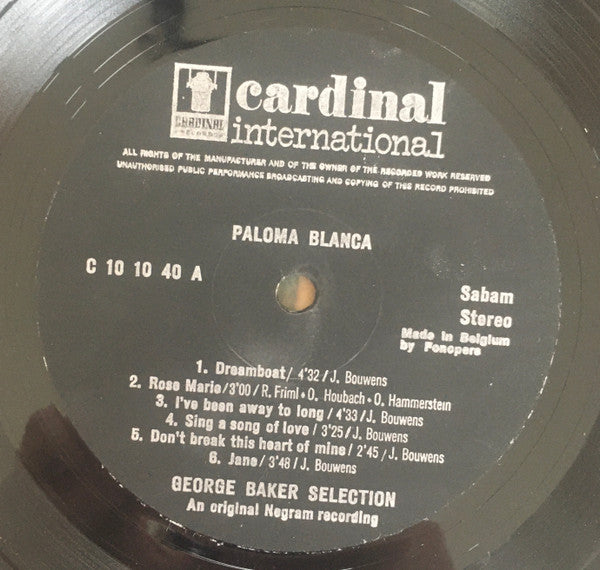 CARDINAL
RECORDS
cardinal
international
ALL RIGHTS OF THE MANUFACTURER AND OF THE OWNER OF THE RECORDED WORK RESERVED
UNAUTHORISED PUBLIC PERFORMANCE BROADCASTING AND COPYING OF THIS RECORD PROHIBITED
PALOMA BLANCA
C 10 10 40 A
Sabam
Stereo
Made in Belgium
by Fonopers
1. Dreamboat/4'32/J. Bouwens
2. Rose Marie/3'00/R. Friml•O. Houbach•O. Hammerstein
3. I've been away to long/4'33/J. Bouwens
4. Sing a song of love/3'25/J. Bouwens
5. Don't break this heart of mine/2'45/J. Bouwens
6. Jane/3'48/J. Bouwens
GEORGE BAKER SELECTION
An original Negram recording